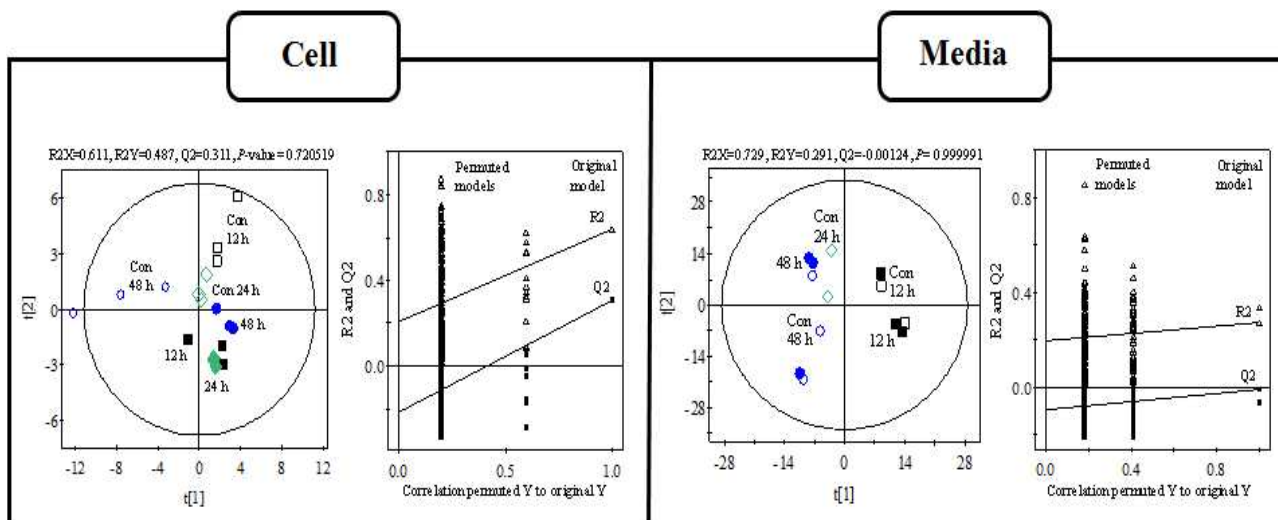 Cell
R2X=0.611, R2Y=0.487, Q2=0.311, P-value = 0.720519
t[2]
6
3
0
-3
-6
Con
12 h
Con
48 h
Con 24 h
48 h
12 h
24 h
-12
-8
-4
0
4
8
12
t[1]
R2 and Q2
0.8
0.4
0.0
Permuted
models
Original
model
R2
Q2
0.0
0.5
1.0
Correlation permuted Y to original Y
Media
R2X=0.729, R2Y=0.291, Q2=-0.00124, P= 0.999991
t[2]
28
14
0
-14
-28
Con
24 h
48 h
Con
12 h
Con
48 h
12 h
-28
-14
0
14
28
t[1]
R2 and Q2
0.8
0.4
0.0
Permuted
models
Original
model
R2
Q2
0.0
0.4
0.8
Correlation permuted Y to original Y